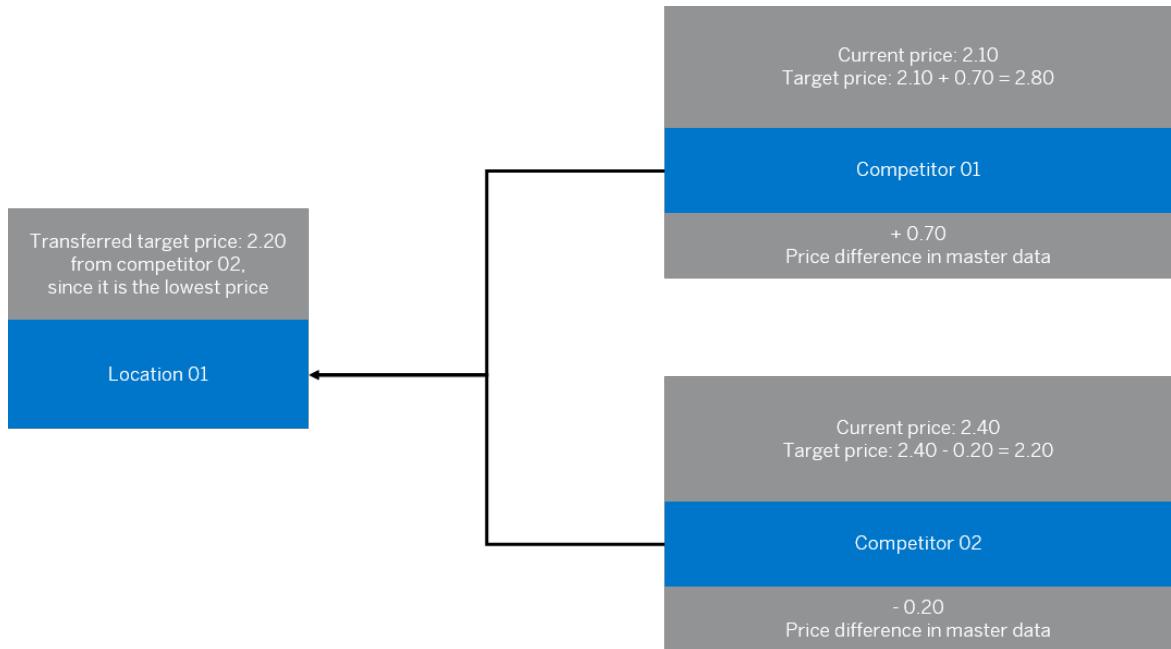 Current price: 2.10
Target price: 2.10 + 0.70 = 2.80
Competitor 01
+ 0.70
Price difference in master data
Transferred target price: 2.20
from competitor 02,
since it is the lowest price
Location 01
Current price: 2.40
Target price: 2.40 - 0.20 = 2.20
Competitor 02
- 0.20
Price difference in master data